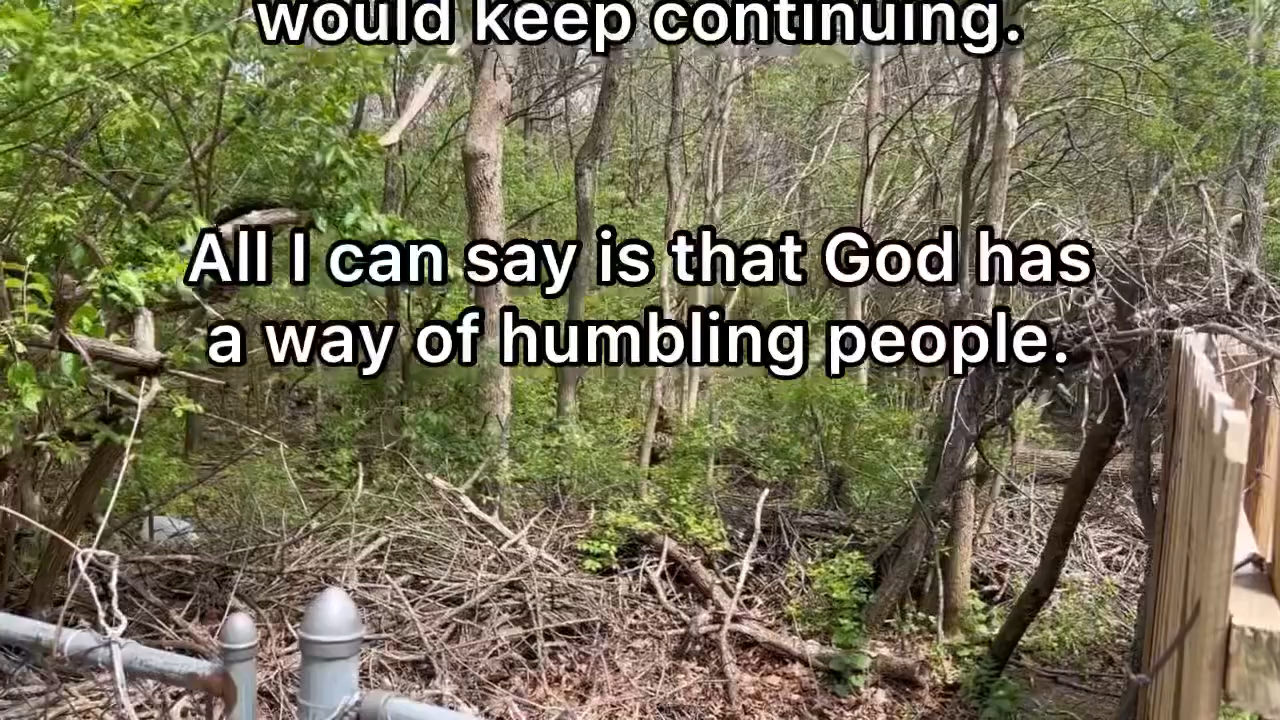 would keep continuing.
All I can say is that God has
a way of humbling people.